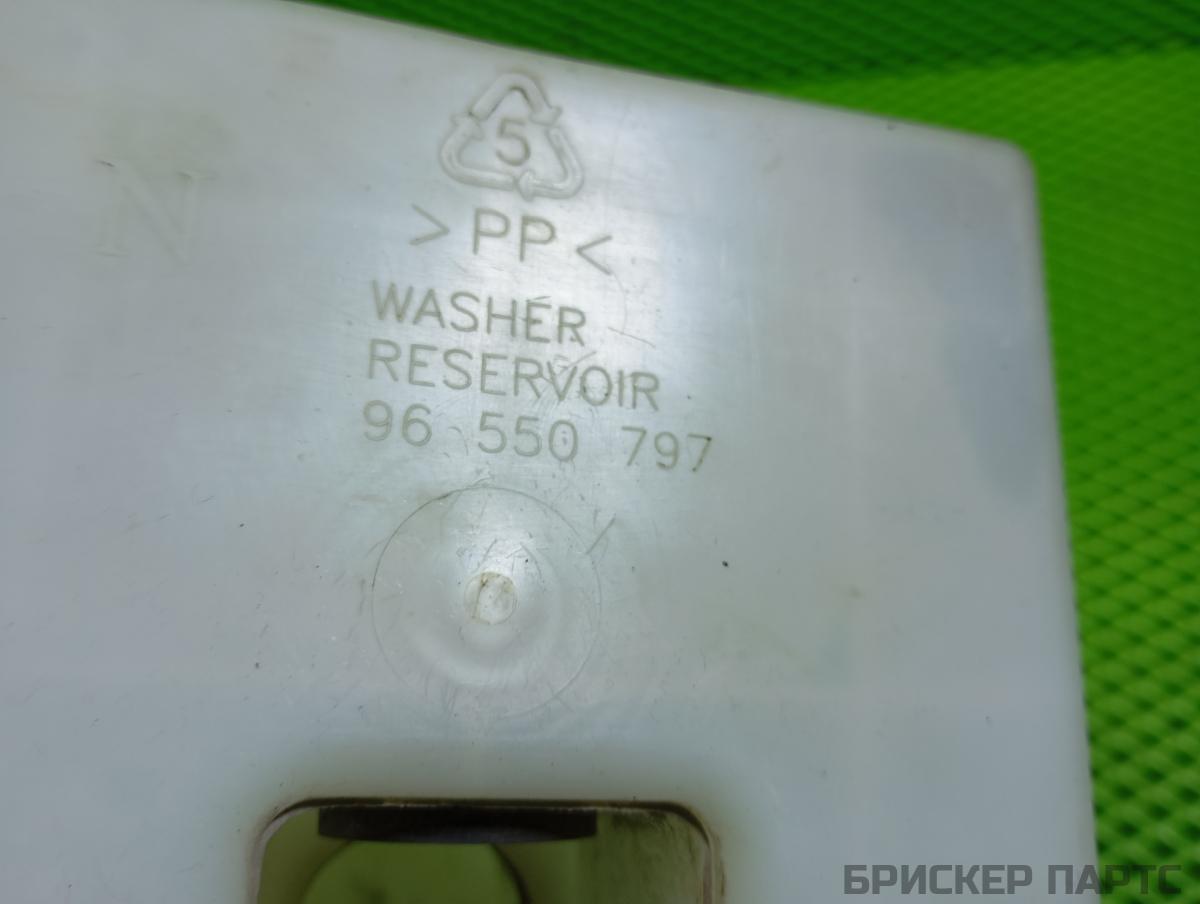 5
N
> PP <
WASHER
RESERVOIR
96 550 797
БРИСКЕР ПАРТС